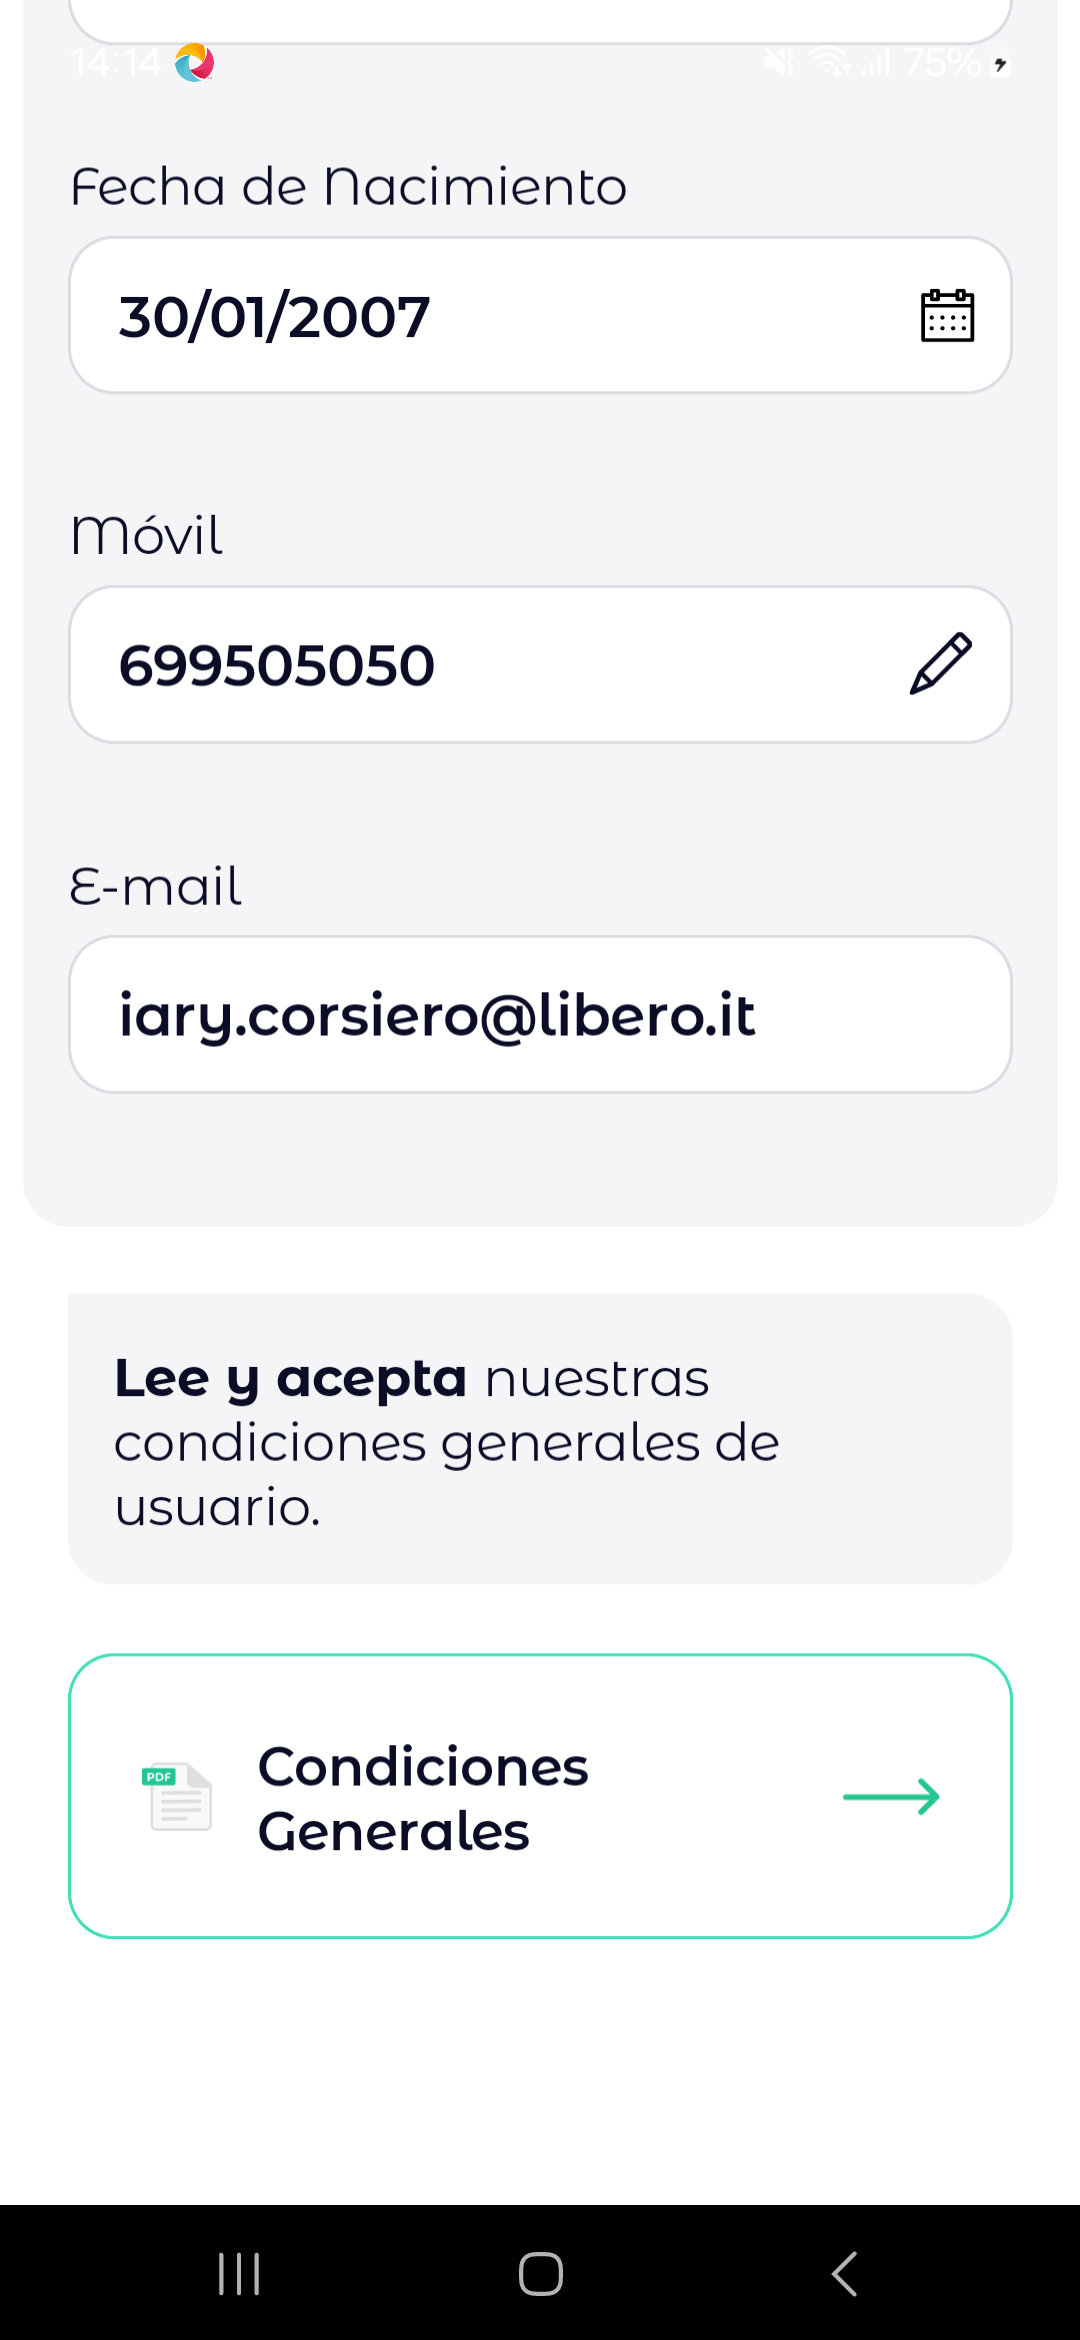 14:14
75%
Fecha de Nacimiento
30/01/2007
Móvil
699505050
E-mail
iary.corsiero@libero.it
Lee y acepta nuestras
condiciones generales de
usuario.
PDF
Condiciones
Generales